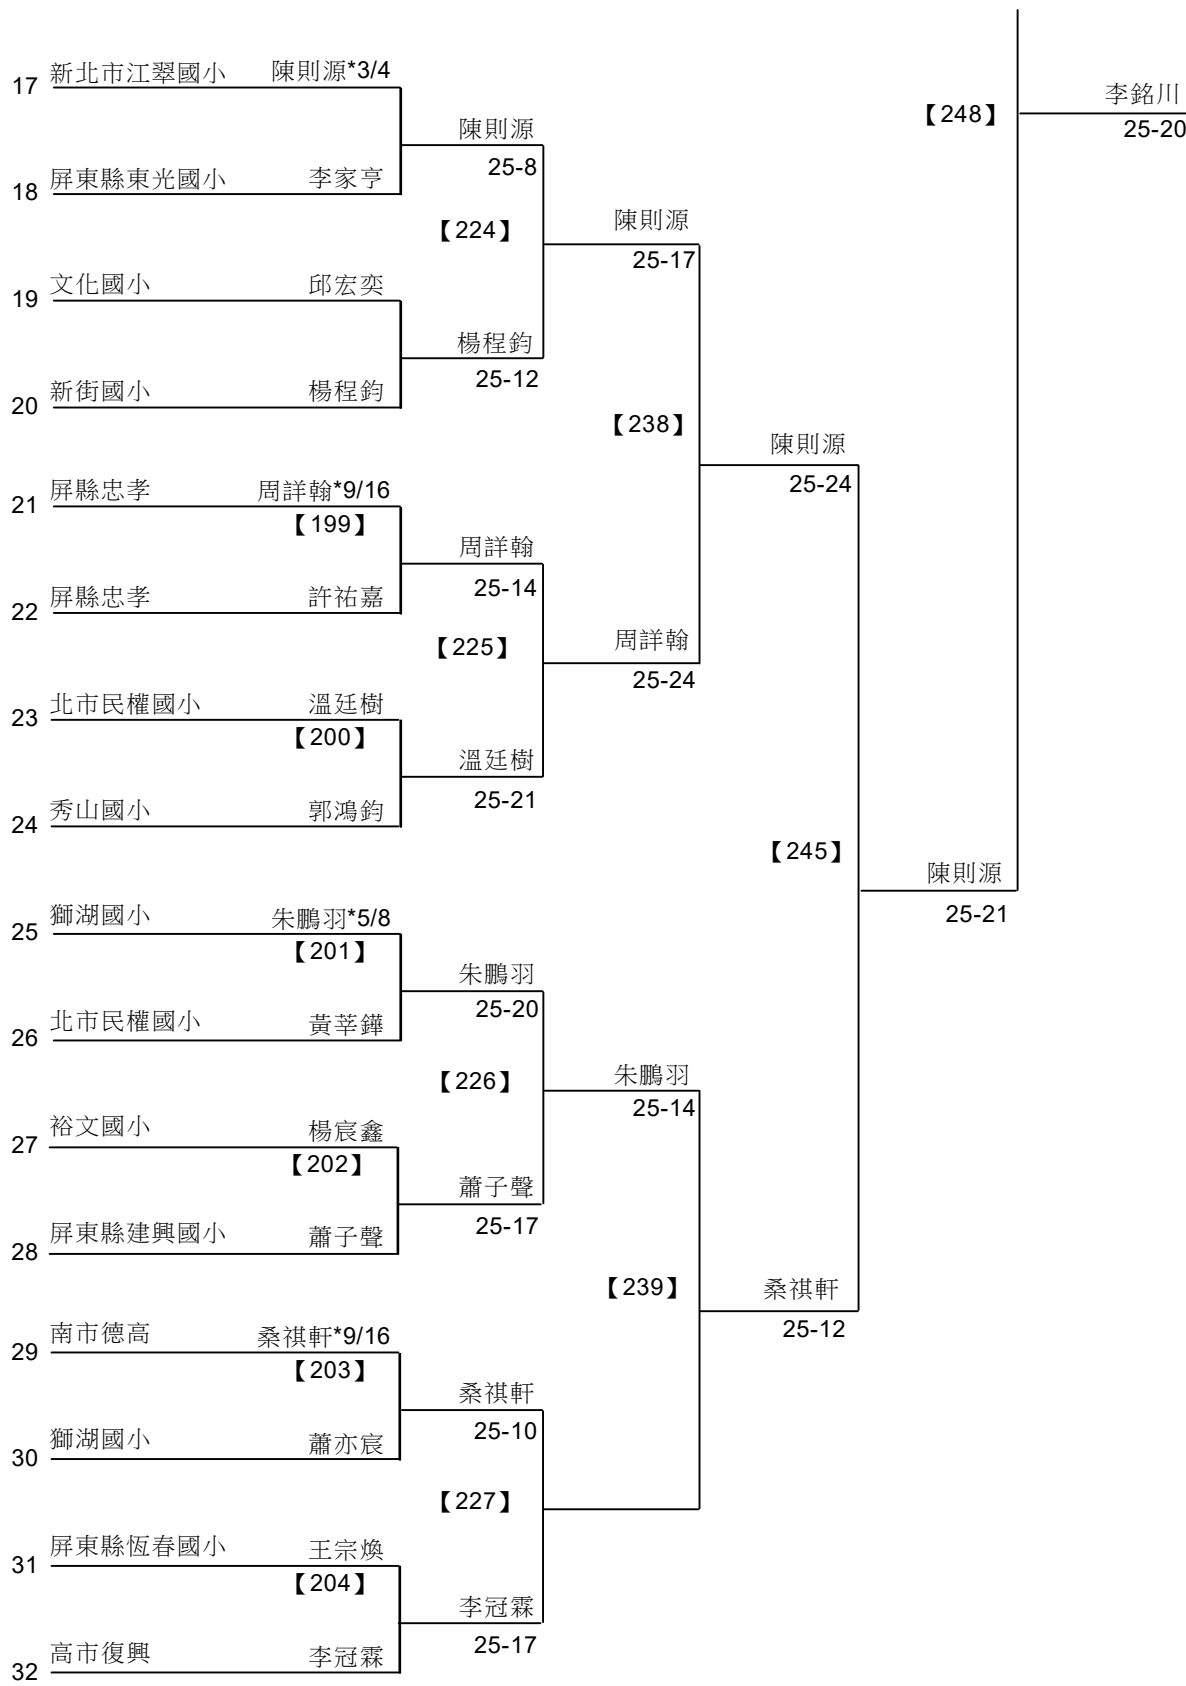 李銘川
【248】
25-20
17 新北市江翠國小 陳則源*3/4
陳則源
25-8
18 屏東縣東光國小 李家亨
【224】
陳則源
25-17
19 文化國小 邱宏奕
楊程鈞
25-12
20 新街國小 楊程鈞
【238】
陳則源
25-24
21 屏縣忠孝 周詳翰*9/16
【199】
周詳翰
25-14
22 屏縣忠孝 許祐嘉
【225】
周詳翰
25-24
23 北市民權國小 溫廷樹
【200】
溫廷樹
25-21
24 秀山國小 郭鴻鈞
【245】
陳則源
25-21
25 獅湖國小 朱鵬羽*5/8
【201】
朱鵬羽
25-20
26 北市民權國小 黃莘鏵
【226】
朱鵬羽
25-14
27 裕文國小 楊宸鑫
【202】
蕭子聲
25-17
28 屏東縣建興國小 蕭子聲
【239】
桑祺軒
25-12
29 南市德高 桑祺軒*9/16
【203】
桑祺軒
25-10
30 獅湖國小 蕭亦宸
【227】
31 屏東縣恆春國小 王宗煥
【204】
李冠霖
25-17
32 高市復興 李冠霖